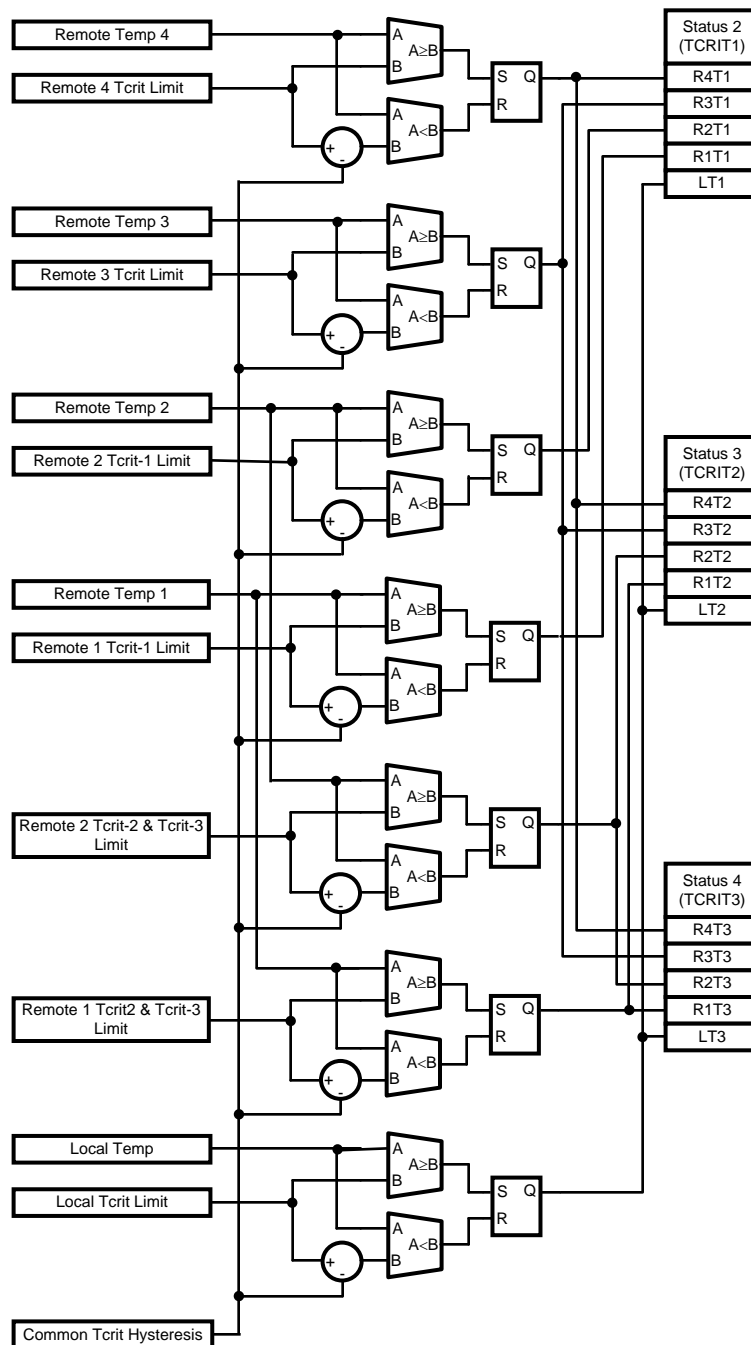 Remote Temp 4
A
A≥B
B
Remote 4 Tcrit Limit
A
A<B
B
+
-
S Q
R
Status 2
(TCRIT1)
R4T1
R3T1
R2T1
R1T1
LT1
Remote Temp 3
A
A≥B
B
Remote 3 Tcrit Limit
A
A<B
B
+
-
S Q
R
Remote Temp 2
A
A≥B
B
Remote 2 Tcrit-1 Limit
A
A<B
B
+
-
S Q
R
Status 3
(TCRIT2)
R4T2
R3T2
R2T2
R1T2
LT2
Remote Temp 1
A
A≥B
B
Remote 1 Tcrit-1 Limit
A
A<B
B
+
-
S Q
R
A
A≥B
B
Remote 2 Tcrit-2 & Tcrit-3
Limit
A
A<B
B
+
-
S Q
R
Status 4
(TCRIT3)
R4T3
R3T3
R2T3
R1T3
LT3
A
A≥B
B
Remote 1 Tcrit2 & Tcrit-3
Limit
A
A<B
B
+
-
S Q
R
Local Temp
A
A≥B
B
Local Tcrit Limit
A
A<B
B
+
-
S Q
R
Common Tcrit Hysteresis